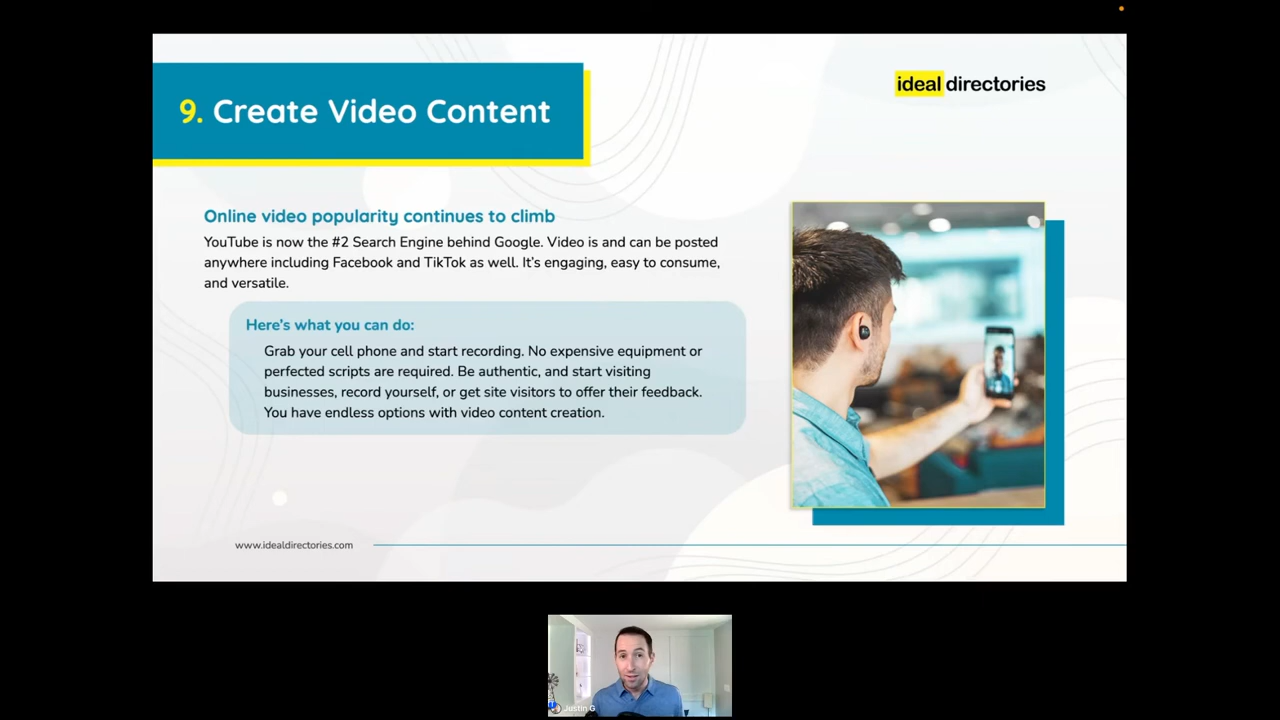 9. Create Video Content
ideal directories
Online video popularity continues to climb
YouTube is now the #2 Search Engine behind Google. Video is and can be posted
anywhere including Facebook and TikTok as well. It's engaging, easy to consume,
and versatile.
Here's what you can do:
Grab your cell phone and start recording. No expensive equipment or
perfected scripts are required. Be authentic, and start visiting
businesses, record yourself, or get site visitors to offer their feedback.
You have endless options with video content creation.
www.idealdirectories.com
Justin G